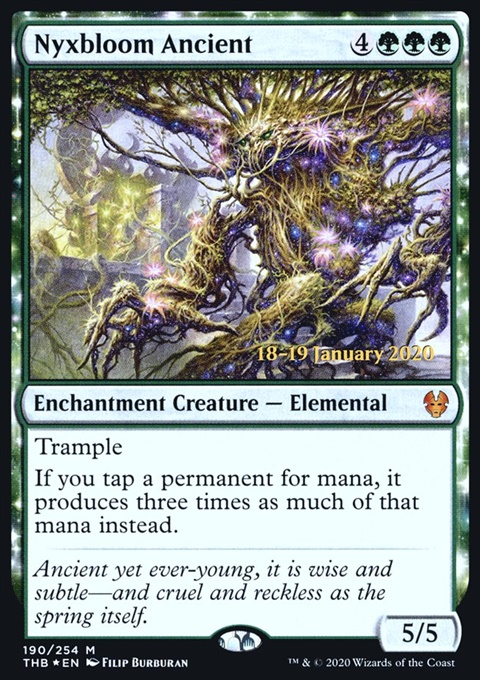 Nyxbloom Ancient 4
18-19 January 2020
Enchantment Creature — Elemental
Trample
If you tap a permanent for mana, it
produces three times as much of that
mana instead.
Ancient yet ever-young, it is wise and
subtle—and cruel and reckless as the
spring itself.
5/5
190/254 M
THB ★ EN Filip Burburan
™ & © 2020 Wizards of the Coast